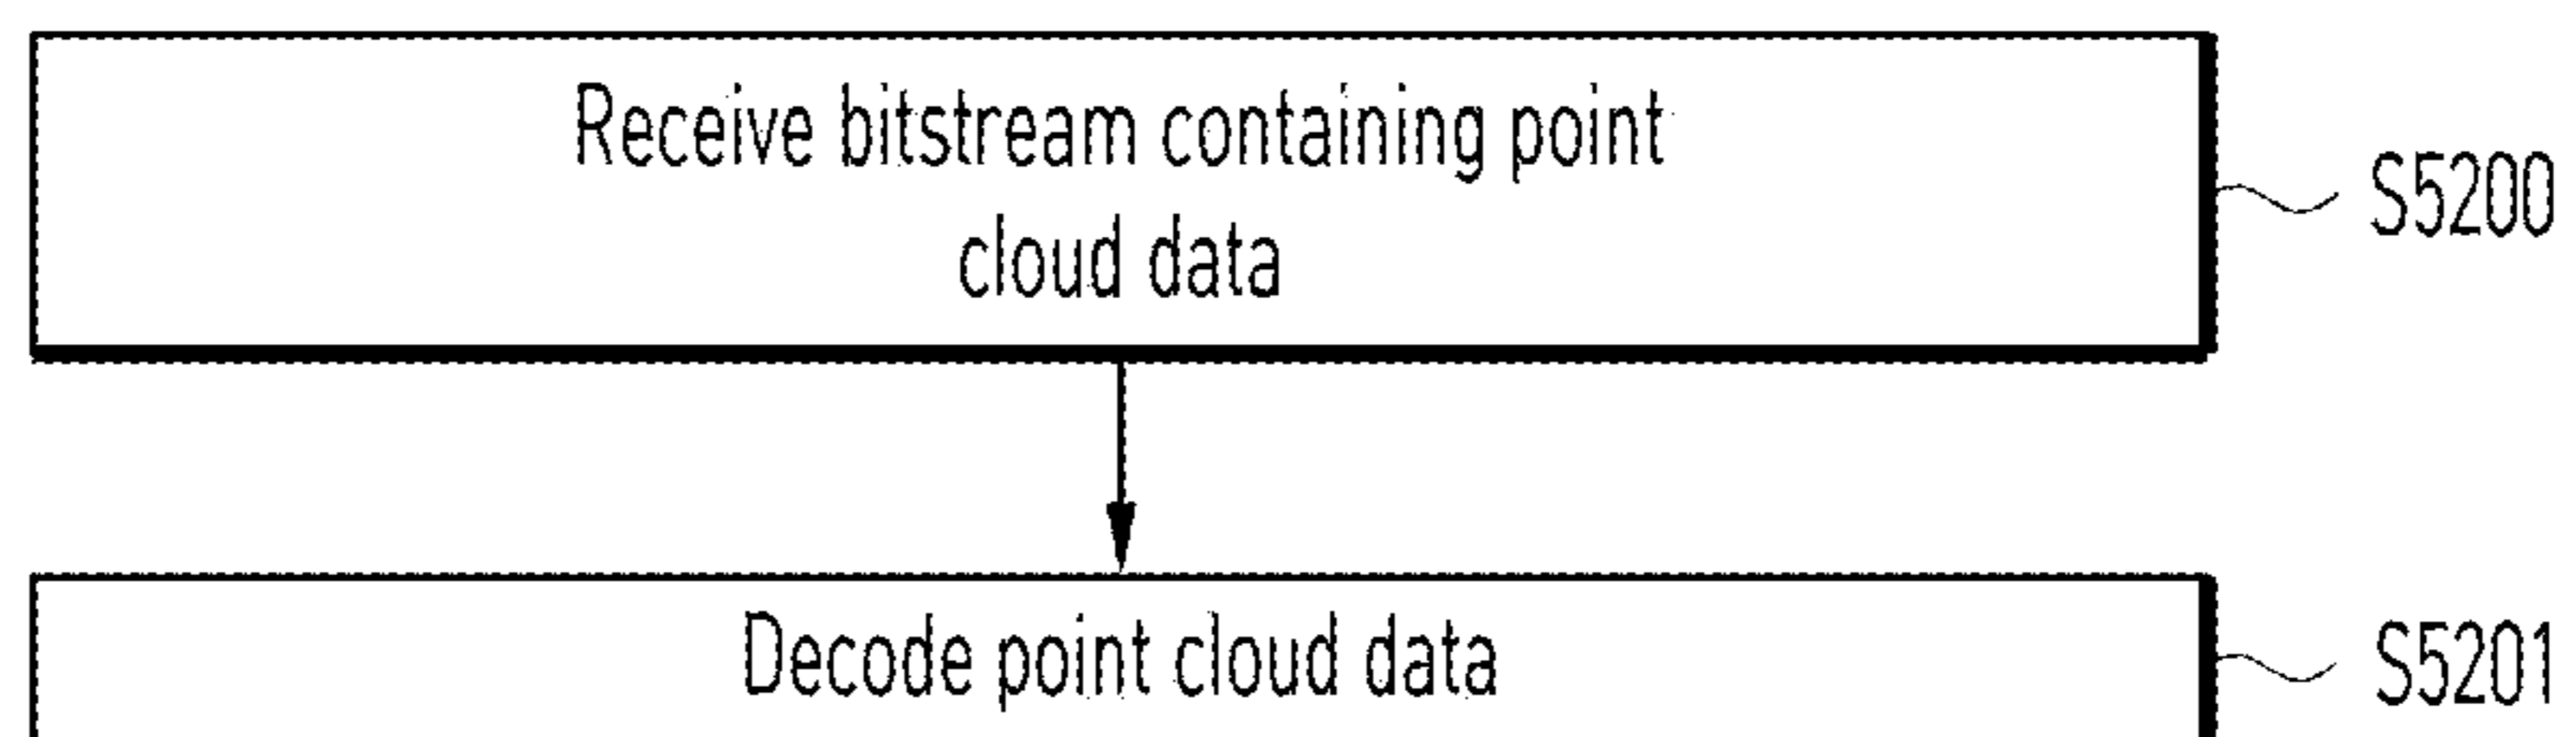 Receive bitstream containing point
cloud data
S5200
Decode point cloud data
S5201